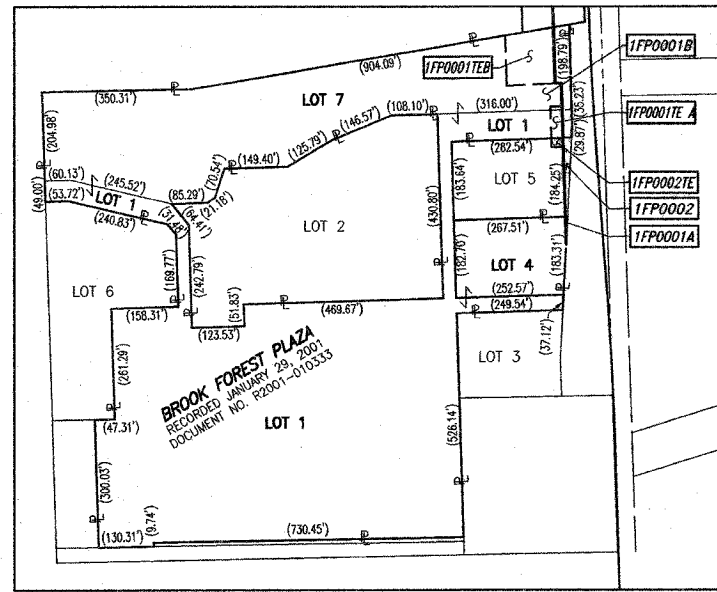 (904.09')
1FP0001TEB
(198.79')
1FP0001B
(350.31')
LOT 7
(108.10')
(316.00')
(35.23')
1FP0001TE A
(204.98')
(146.57')
LOT 1
(29.87')
(125.79')
(282.54')
(149.40')
(60.13')
(245.52')
(70.54')
(183.64')
LOT 5
(184.25')
1FP0002TE
(49.00')
(53.72')
LOT 1
(85.29')
(21.18')
1FP0002
(240.83')
(31.48')
(64.41')
LOT 2
(430.80')
(267.51')
1FP0001A
LOT 6
(169.77')
(242.79')
(182.76')
LOT 4
(183.31')
(158.31')
(51.83')
(469.67')
(252.57')
(249.54')
(123.53')
(37.12')
(261.29')
BROOK FOREST PLAZA
RECORDED JANUARY 29, 2001
DOCUMENT NO. R2001-010333
LOT 3
(47.31')
LOT 1
(300.03')
(526.14')
(130.31')
(9.74')
(730.45')